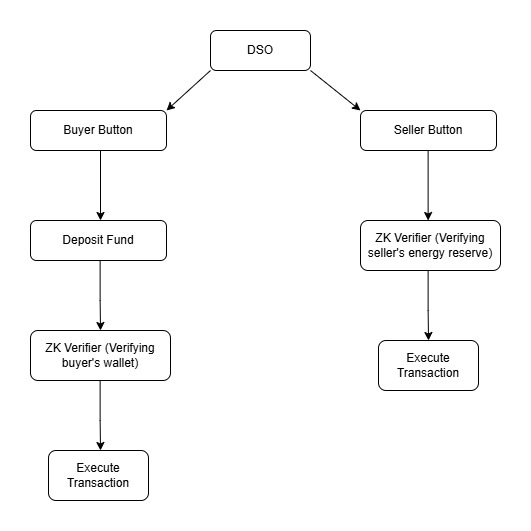 DSO
Buyer Button
Seller Button
Deposit Fund
ZK Verifier (Verifying
seller's energy reserve)
ZK Verifier (Verifying
buyer's wallet)
Execute
Transaction
Execute
Transaction